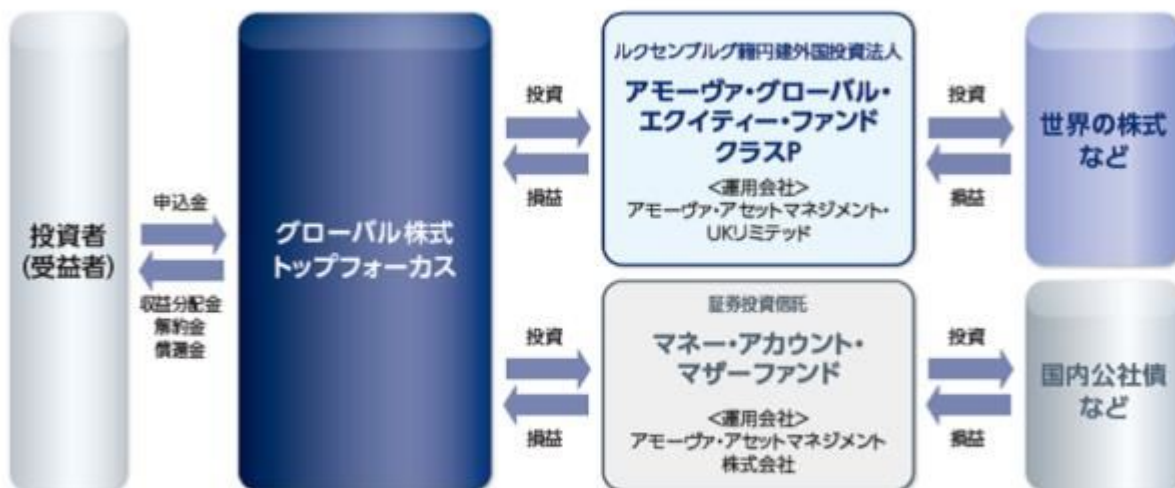 投資者
(受益者)
申込金
収益分配金
解約金
償還金
グローバル株式
トップフォーカス
投資
損益
ルクセンブルグ籍円建外国投資法人
アモーヴァ・グローバル・
エクイティー・ファンド
クラスP
<運用会社>
アモーヴァ・アセットマネジメント・
UKリミテッド
投資
損益
世界の株式
など
投資
損益
証券投資信託
マネー・アカウント・
マザーファンド
<運用会社>
アモーヴァ・アセットマネジメント
株式会社
投資
損益
国内公社債
など